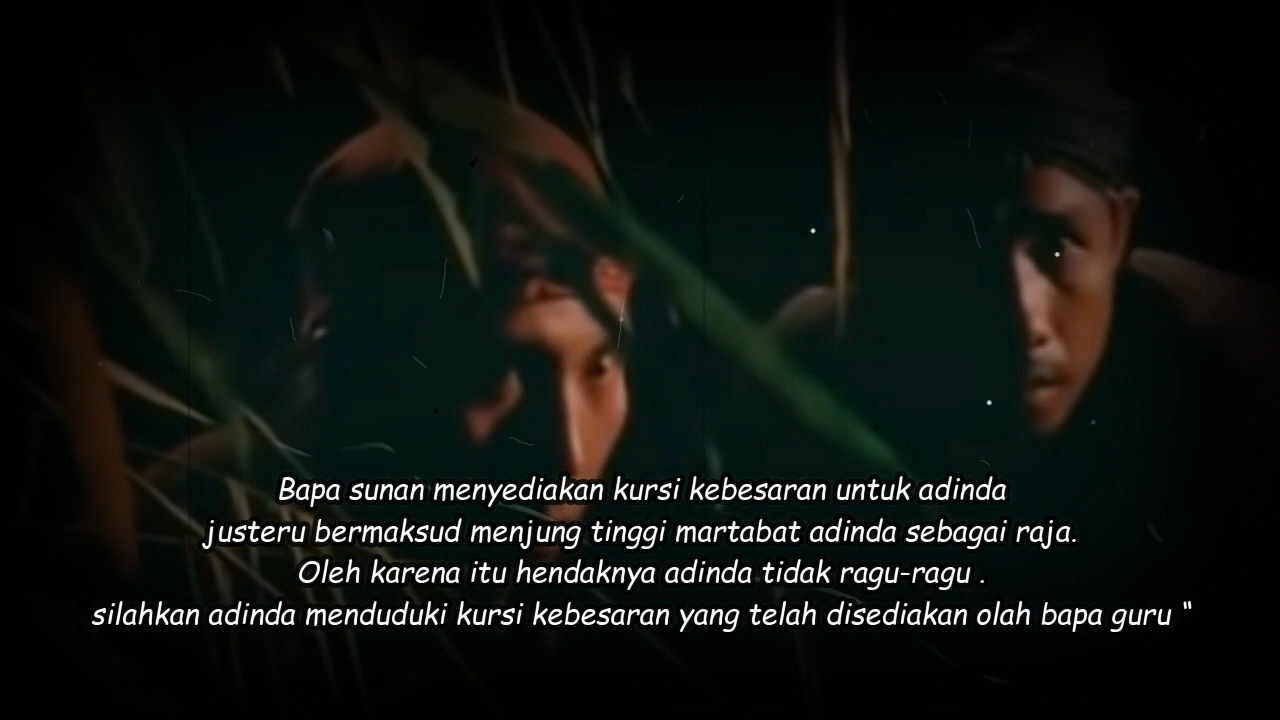 Bapa sunan menyediakan kursi kebesaran untuk adinda
justeru bermaksud menjung tinggi martabat adinda sebagai raja.
Oleh karena itu hendaknya adinda tidak ragu-ragu .
silahkan adinda menduduki kursi kebesaran yang telah disediakan olah bapa guru "